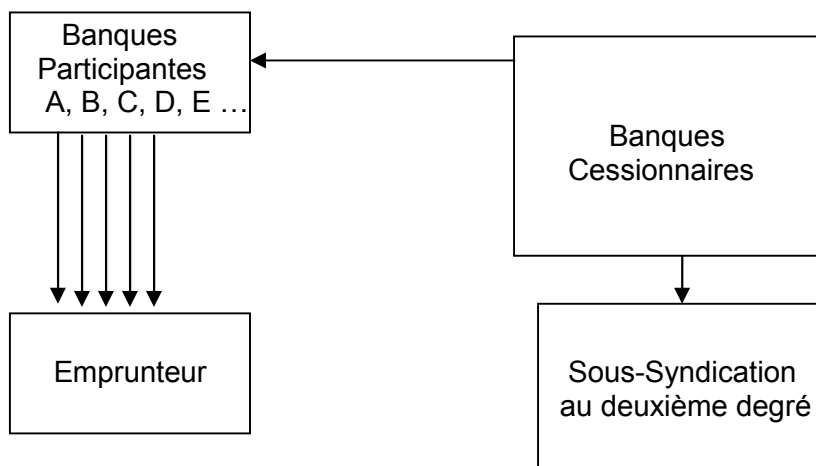 Banques
Participantes
A, B, C, D, E …
Banques
Cessionnaires
Emprunteur
Sous-Syndication
au deuxième degré